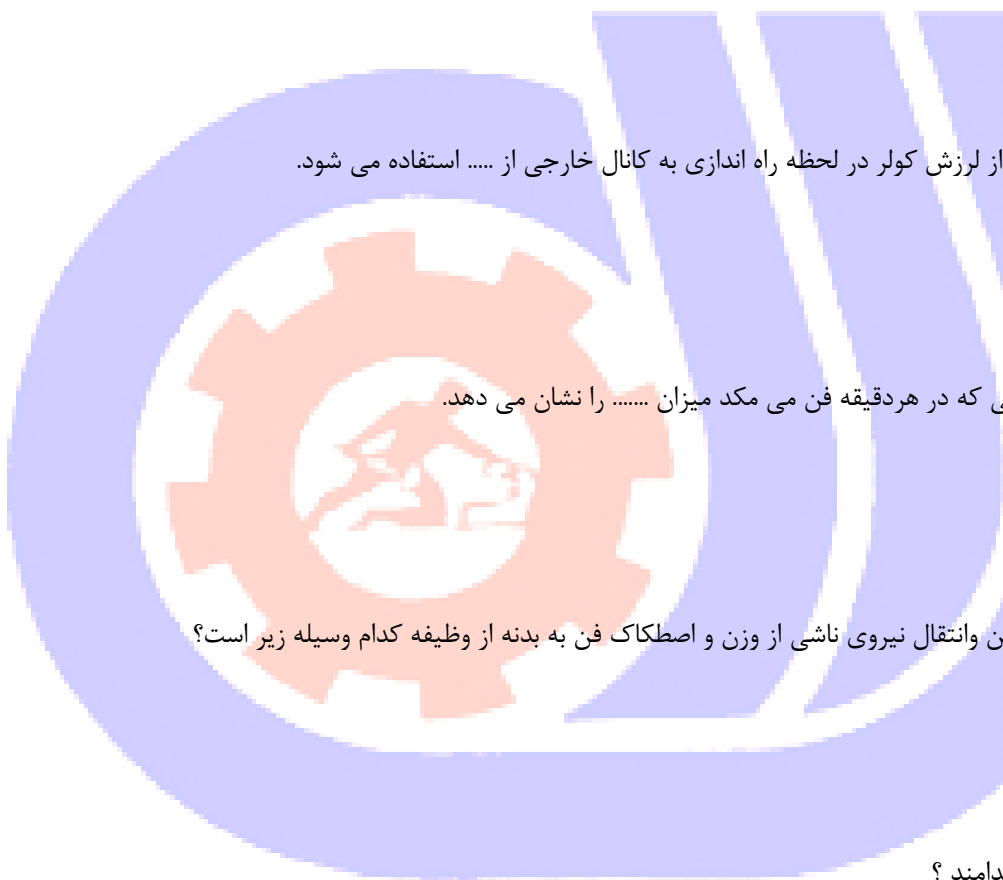 از لرزش کولر در لحظه راه اندازی به کانال خارجی از ..... استفاده می شود.
که در هردقیقه فن می مکد میزان ....... را نشان می دهد.
وانتقال نیروی ناشی از وزن و اصطکاک فن به بدنه از وظیفه کدام وسیله زیر است؟
؟